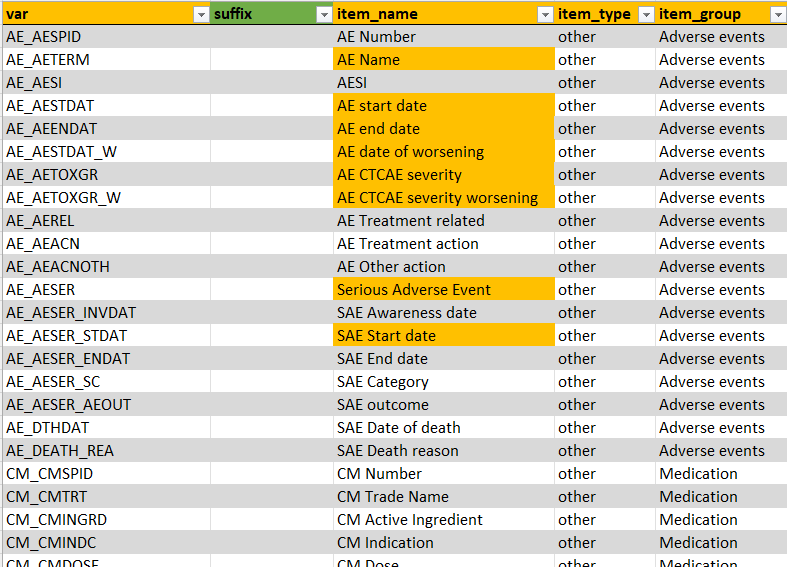 var suffix item_name item_type item_group
AE_AESPID AE Number other Adverse events
AE_AETERM AE Name other Adverse events
AE_AESI AESI other Adverse events
AE_AESTDAT AE start date other Adverse events
AE_AEENDAT AE end date other Adverse events
AE_AESTDAT_W AE date of worsening other Adverse events
AE_AETOXGR AE CTCAE severity other Adverse events
AE_AETOXGR_W AE CTCAE severity worsening other Adverse events
AE_AEREL AE Treatment related other Adverse events
AE_AEACN AE Treatment action other Adverse events
AE_AEACNOTH AE Other action other Adverse events
AE_AESER Serious Adverse Event other Adverse events
AE_AESER_INVDAT SAE Awareness date other Adverse events
AE_AESER_STDAT SAE Start date other Adverse events
AE_AESER_ENDAT SAE End date other Adverse events
AE_AESER_SC SAE Category other Adverse events
AE_AESER_AEOUT SAE outcome other Adverse events
AE_DTHDAT SAE Date of death other Adverse events
AE_DEATH_REA SAE Death reason other Adverse events
CM_CMSPID CM Number other Medication
CM_CMTRT CM Trade Name other Medication
CM_CMINGRD CM Active Ingredient other Medication
CM_CMINDC CM Indication other Medication
CM_CMDOSE CM Dose other Medication